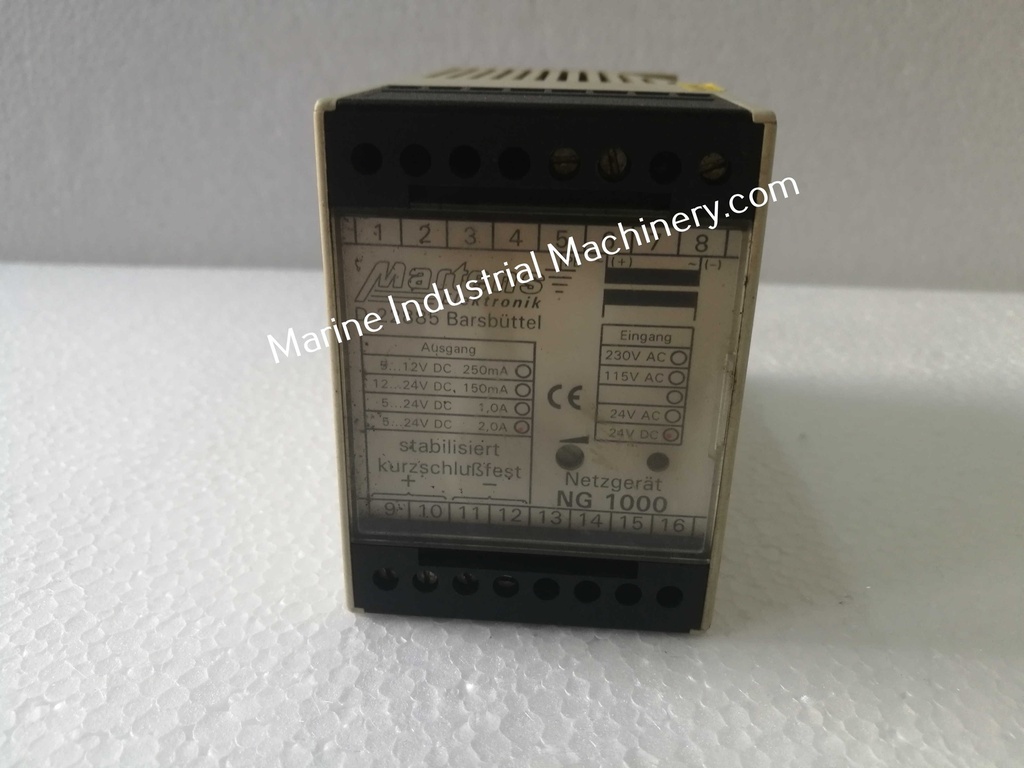 1 2 3 4 5 8
(+) ~(-)
Martens
Elektronik
Barsbüttel
Marine Industrial Machinery.com
Ausgang
9...12V DC 250mA
12...24V DC 150mA
5...24V DC 1,0A
5...24V DC 2,0A
stabilisiert
kurzschlußfest
+ −
Eingang
230V AC
115V AC
24V AC
24V DC
CE
Netzgerät
NG 1000
9 10 11 12 13 14 15 16